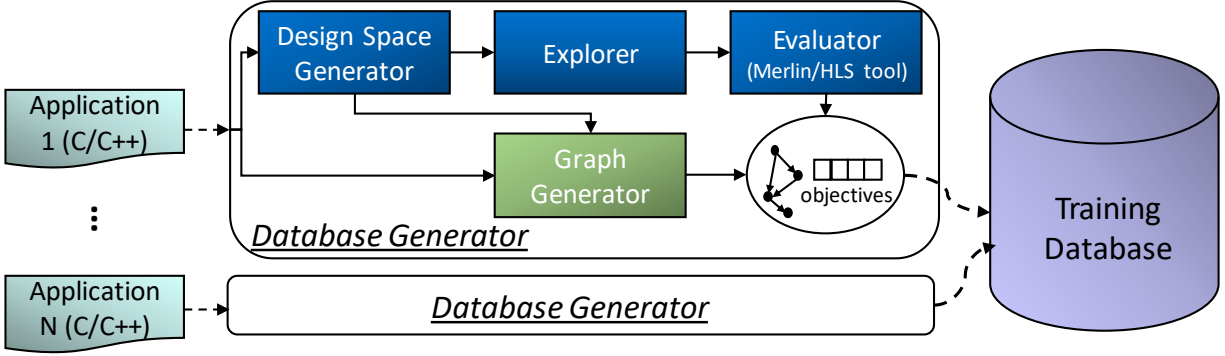 Design Space
Generator
Explorer
Evaluator
(Merlin/HLS tool)
Application
1 (C/C++)
Graph
Generator
objectives
Database Generator
Training
Database
...
Application
N (C/C++)
Database Generator